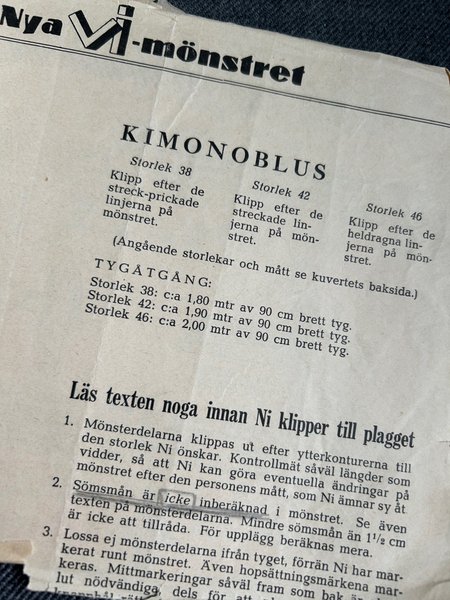 Nya Vi-mönstret
KIMONOBLUS
Storlek 38
Klipp efter de
streck-prickade
linjerna på
mönstret.
Storlek 42
Klipp efter de
streckade lin-
jerna på mön-
stret.
Storlek 46
Klipp efter de
heldragna lin-
jerna på mön-
stret.
(Angående storlekar och mått se kuvertets baksida.)
TYGÅTGÅNG:
Storlek 38: c:a 1,80 mtr av 90 cm brett tyg.
Storlek 42: c:a 1,90 mtr av 90 cm brett tyg.
Storlek 46: c:a 2,00 mtr av 90 cm brett tyg.
Läs texten noga innan Ni klipper till plagget
1. Mönsterdelarna klippas ut efter ytterkonturerna till
den storlek Ni önskar. Kontrollmät såväl längder som
vidder, så att Ni kan göra eventuella ändringar på
mönstret efter den personens mått, som Ni ämnar sy åt
2. Sömsmån är icke inberäknad i mönstret. Se även
texten på mönsterdelarna. Mindre sömsmån än 1½ cm
är icke att tillråda. För upplägg beräknas mera.
3. Lossa ej mönsterdelarna ifrån tyget, förrän Ni har mar-
kerat runt mönstret. Även hopsättningsmärkena mar-
keras. Mittmarkeringar såväl fram som bak är
lut nödvändiga, dels för att